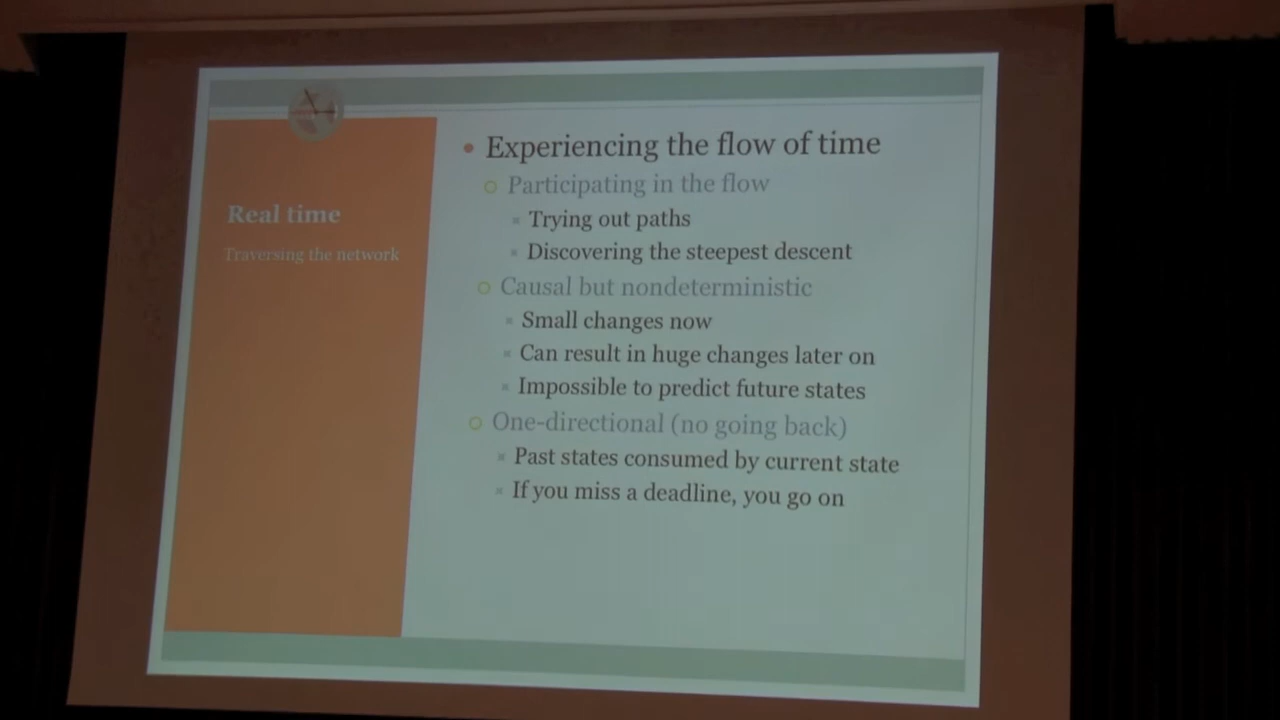 Real time
Traversing the network
Experiencing the flow of time
Participating in the flow
Trying out paths
Discovering the steepest descent
Causal but nondeterministic
Small changes now
Can result in huge changes later on
Impossible to predict future states
One-directional (no going back)
Past states consumed by current state
If you miss a deadline, you go on